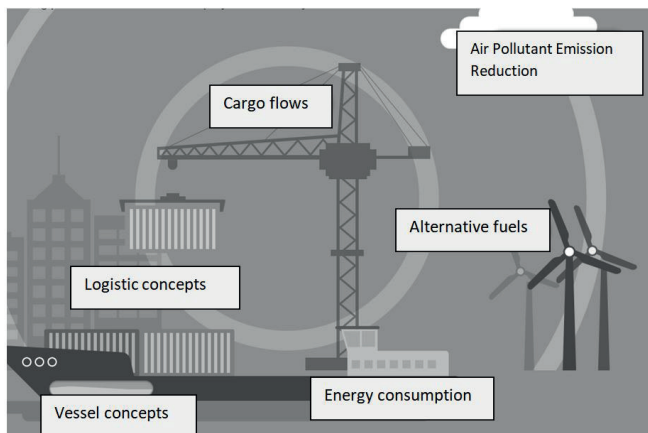 Air Pollutant Emission
Reduction
Cargo flows
Alternative fuels
Logistic concepts
Energy consumption
Vessel concepts